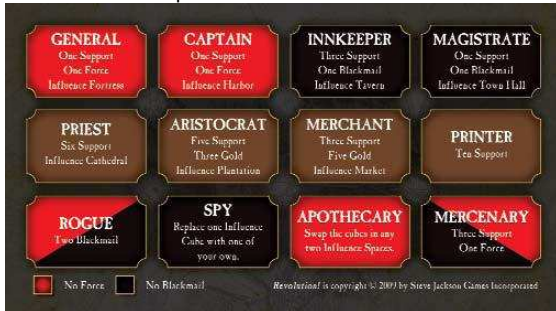 GENERAL
One Support
One Force
Influence Fortress
CAPTAIN
One Support
One Force
Influence Harbor
INNKEEPER
Three Support
One Blackmail
Influence Tavern
MAGISTRATE
One Support
One Blackmail
Influence Town Hall
PRIEST
Six Support
Influence Cathedral
ARISTOCRAT
Five Support
Three Gold
Influence Plantation
MERCHANT
Three Support
Five Gold
Influence Market
PRINTER
Ten Support
ROGUE
Two Blackmail
SPY
Replace one Influence
Cube with one of
your own.
APOTHECARY
Swap the cubes in any
two Influence Spaces.
MERCENARY
Three Support
One Force
No Force
No Blackmail
Revolution! is copyright © 2009 by Steve Jackson Games Incorporated